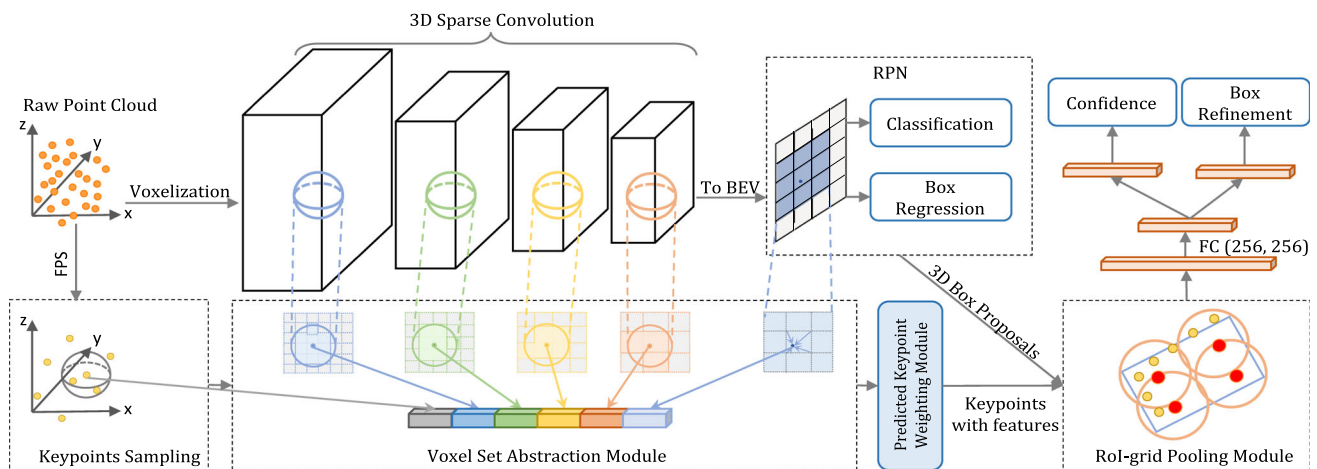 3D Sparse Convolution
Raw Point Cloud
z
y
x
Voxelization
FPS
To BEV
RPN
Classification
Box
Regression
Confidence
Box
Refinement
FC (256, 256)
3D Box Proposals
z
y
x
Keypoints Sampling
Voxel Set Abstraction Module
Predicted Keypoint
Weighting Module
Keypoints
with features
RoI-grid Pooling Module